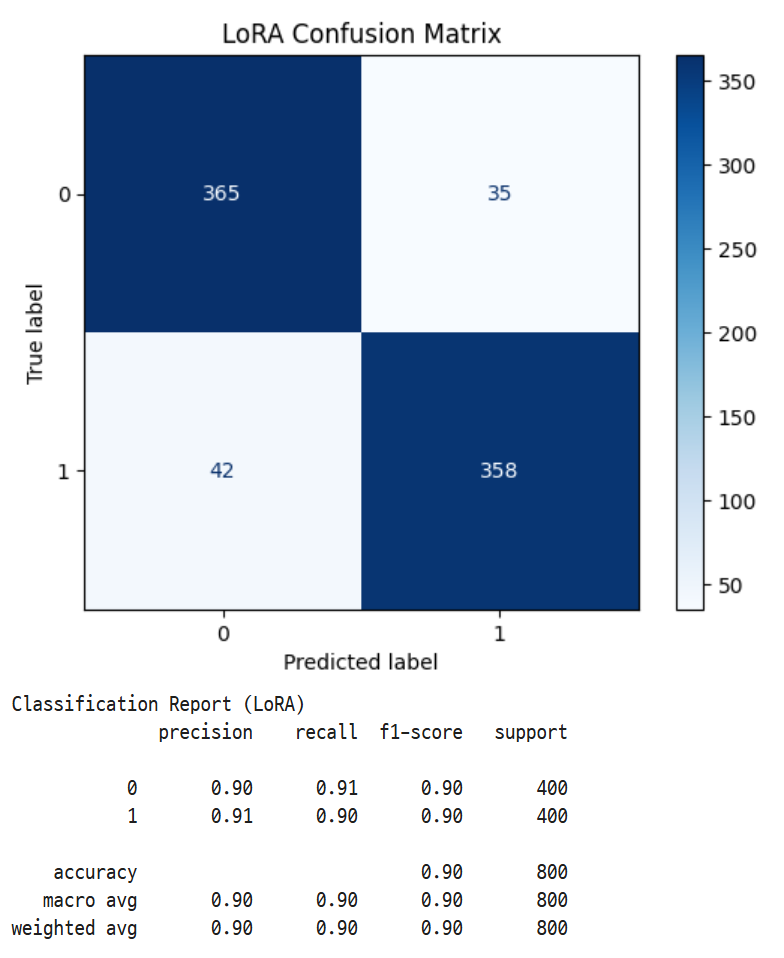 LoRA Confusion Matrix
365 35
42 358
0
1
True label
0 1
Predicted label
350
300
250
200
150
100
50
Classification Report (LoRA)
precision recall f1-score support
0 0.90 0.91 0.90 400
1 0.91 0.90 0.90 400
accuracy 0.90 800
macro avg 0.90 0.90 0.90 800
weighted avg 0.90 0.90 0.90 800